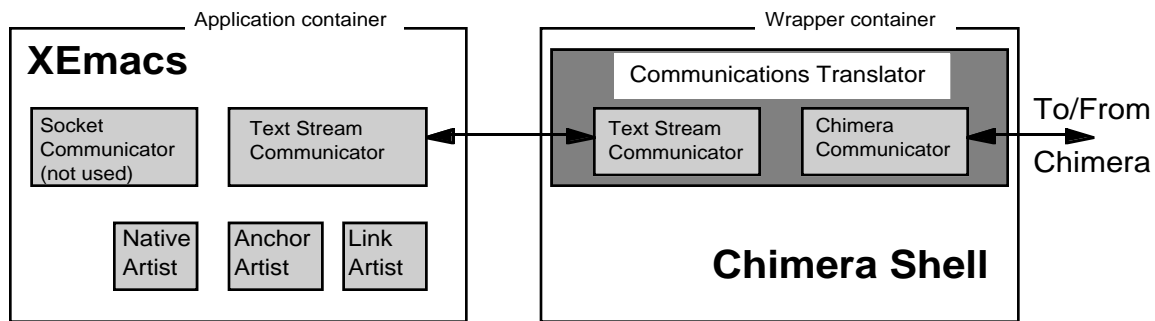 Application container
XEmacs
Socket
Communicator
(not used)
Text Stream
Communicator
Native
Artist
Anchor
Artist
Link
Artist
Wrapper container
Communications Translator
Text Stream
Communicator
Chimera
Communicator
Chimera Shell
To/From
Chimera